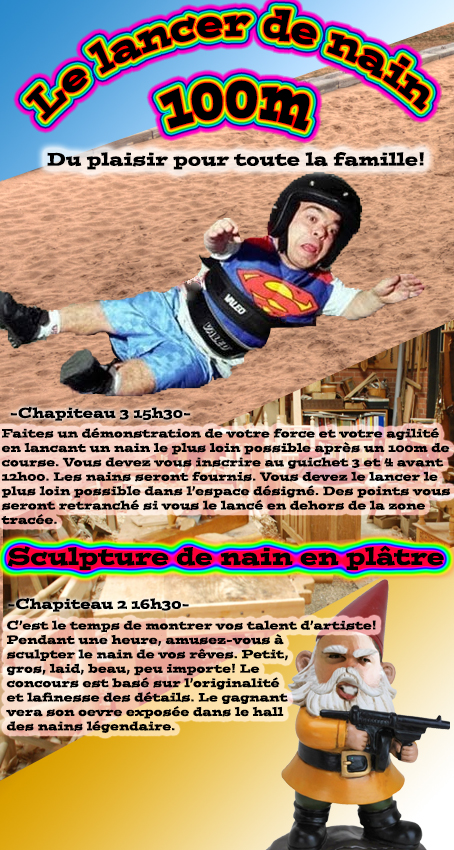 Le lancer de nain
100m
Du plaisir pour toute la famille!
VALEO
VALEO
-Chapiteau 3 15h30-
Faites un démonstration de votre force et votre agilité
en lancant un nain le plus loin possible après un 100m de
course. Vous devez vous inscrire au guichet 3 et 4 avant
12h00. Les nains seront fournis. Vous devez le lancer le
plus loin possible dans l'espace désigné. Des points vous
seront retranché si vous le lancé en dehors de la zone
tracée.
Sculpture de nain en plâtre
-Chapiteau 2 16h30-
C'est le temps de montrer vos talent d'artiste!
Pendant une heure, amusez-vous à
sculpter le nain de vos rêves. Petit,
gros, laid, beau, peu importe! Le
concours est basé sur l'originalité
et lafinesse des détails. Le gagnant
vera son oevre exposée dans le hall
des nains légendaire.